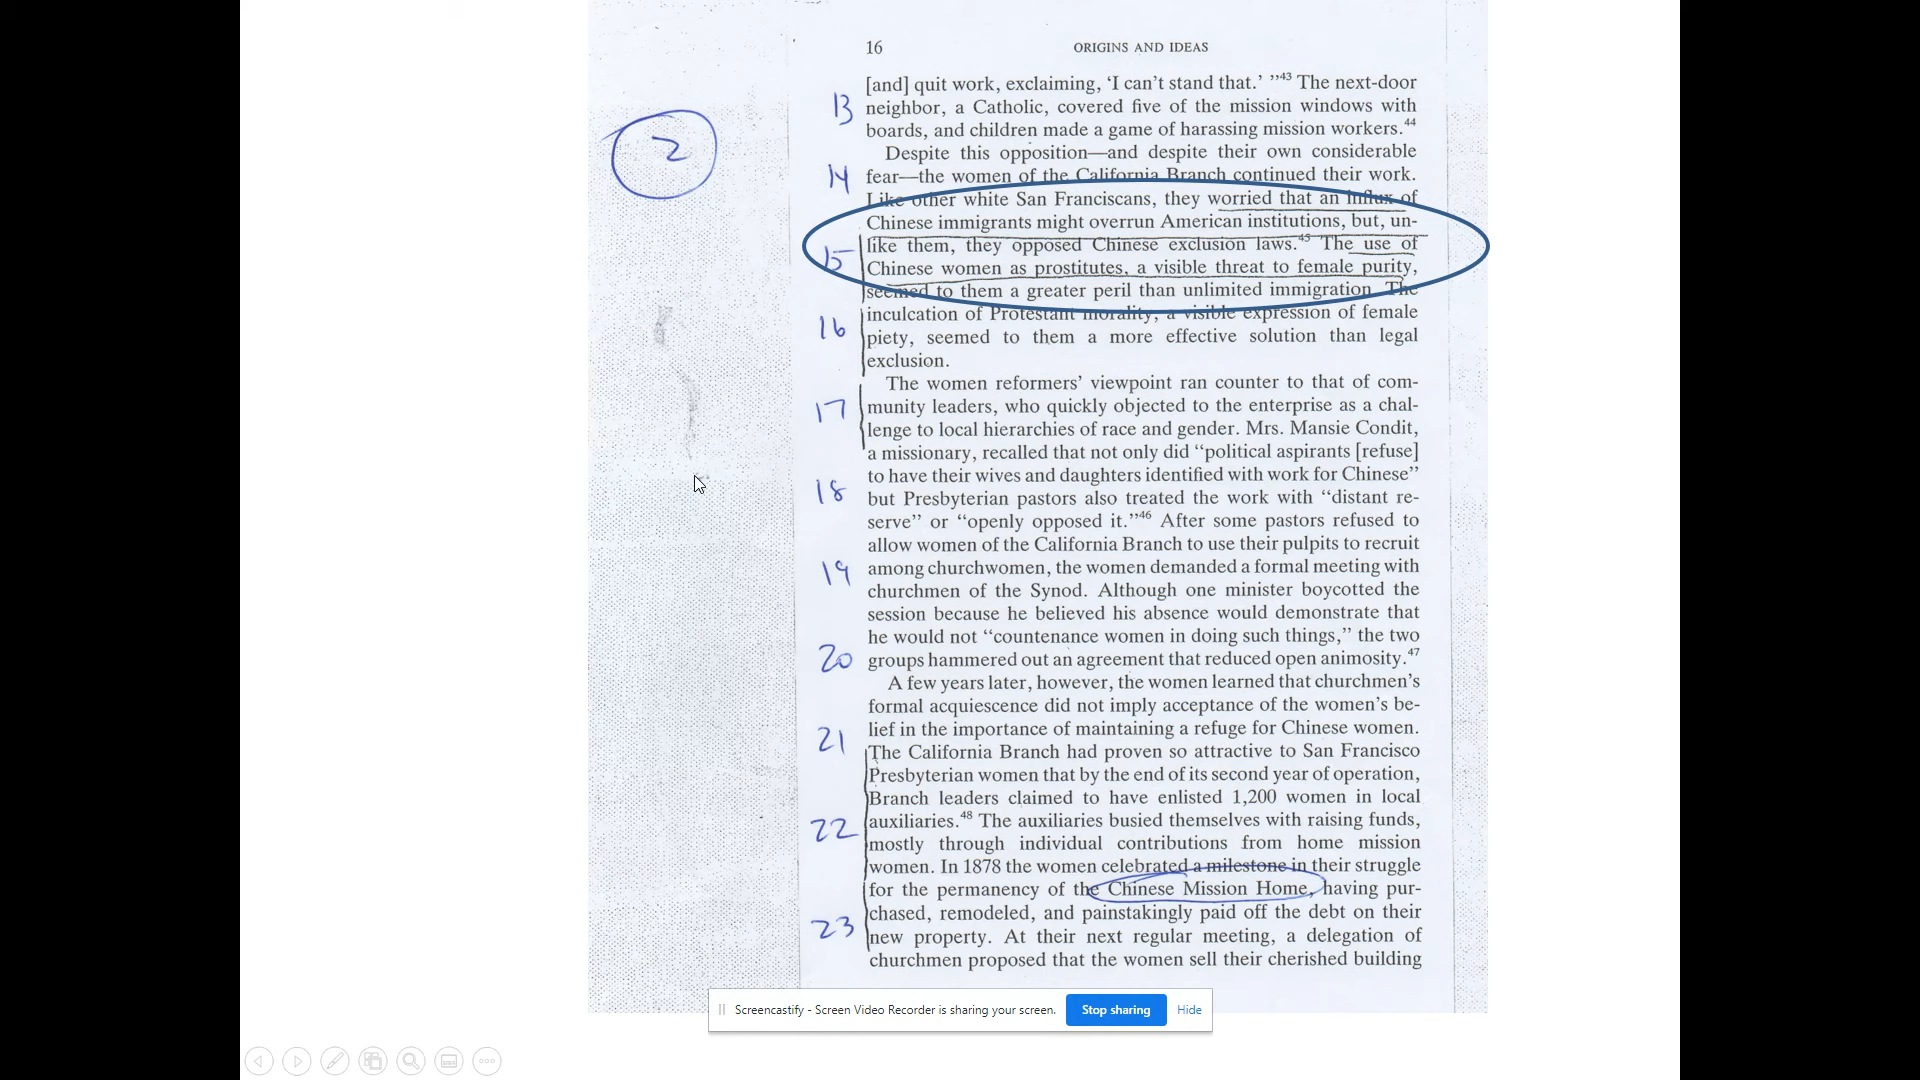 16
ORIGINS AND IDEAS
[and] quit work, exclaiming, ‘I can’t stand that.’ ’’43 The next-door
13
neighbor, a Catholic, covered five of the mission windows with
boards, and children made a game of harassing mission workers.44
2
Despite this opposition—and despite their own considerable
14
fear—the women of the California Branch continued their work.
Like other white San Franciscans, they worried that an influx of
Chinese immigrants might overrun American institutions, but, un-
15
like them, they opposed Chinese exclusion laws.45 The use of
Chinese women as prostitutes, a visible threat to female purity,
seemed to them a greater peril than unlimited immigration. The
16
inculcation of Protestant morality, a visible expression of female
piety, seemed to them a more effective solution than legal
exclusion.
The women reformers’ viewpoint ran counter to that of com-
17
munity leaders, who quickly objected to the enterprise as a chal-
lenge to local hierarchies of race and gender. Mrs. Mansie Condit,
a missionary, recalled that not only did “political aspirants [refuse]
to have their wives and daughters identified with work for Chinese”
18
but Presbyterian pastors also treated the work with “distant re-
serve” or “openly opposed it.”46 After some pastors refused to
allow women of the California Branch to use their pulpits to recruit
19
among churchwomen, the women demanded a formal meeting with
churchmen of the Synod. Although one minister boycotted the
session because he believed his absence would demonstrate that
he would not “countenance women in doing such things,” the two
20
groups hammered out an agreement that reduced open animosity.47
A few years later, however, the women learned that churchmen’s
formal acquiescence did not imply acceptance of the women’s be-
lief in the importance of maintaining a refuge for Chinese women.
21
The California Branch had proven so attractive to San Francisco
Presbyterian women that by the end of its second year of operation,
Branch leaders claimed to have enlisted 1,200 women in local
22
auxiliaries.48 The auxiliaries busied themselves with raising funds,
mostly through individual contributions from home mission
women. In 1878 the women celebrated a milestone in their struggle
for the permanency of the Chinese Mission Home, having pur-
chased, remodeled, and painstakingly paid off the debt on their
23
new property. At their next regular meeting, a delegation of
churchmen proposed that the women sell their cherished building
Screencastify - Screen Video Recorder is sharing your screen.
Stop sharing
Hide